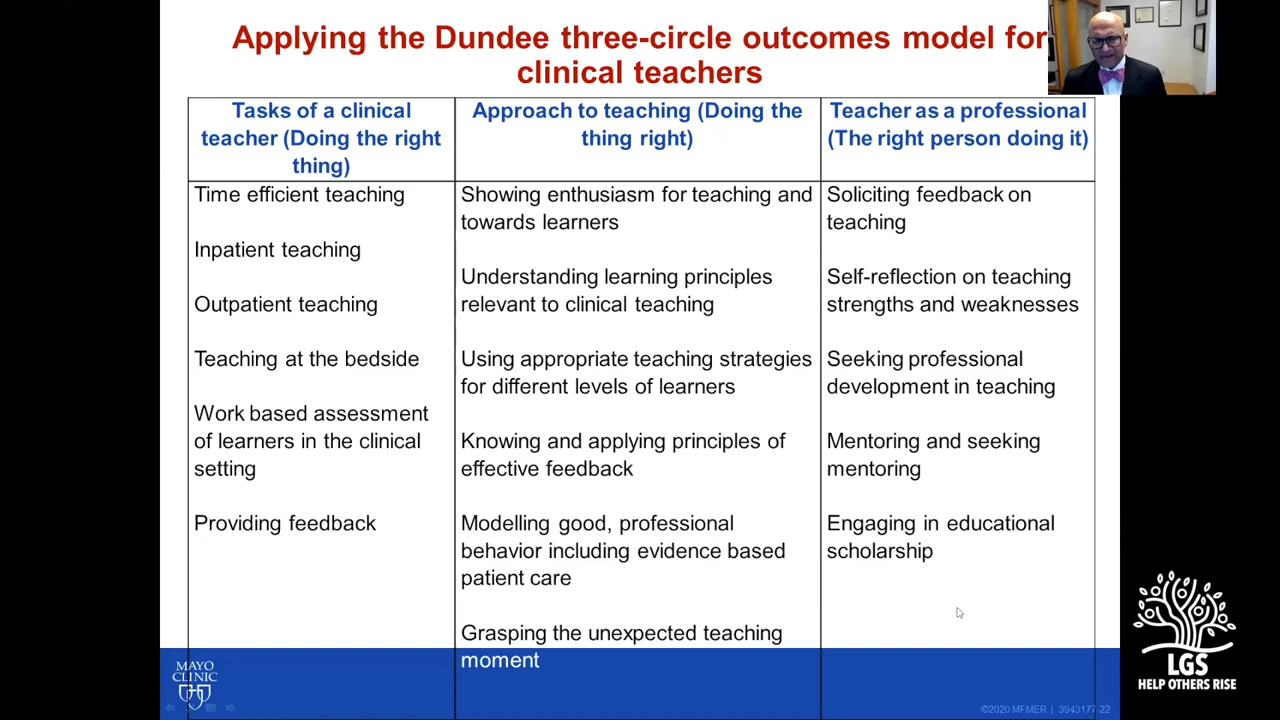 Applying the Dundee three-circle outcomes model for
clinical teachers
Tasks of a clinical
teacher (Doing the right
thing)
Time efficient teaching
Inpatient teaching
Outpatient teaching
Teaching at the bedside
Work based assessment
of learners in the clinical
setting
Providing feedback
Approach to teaching (Doing the
thing right)
Showing enthusiasm for teaching and
towards learners
Understanding learning principles
relevant to clinical teaching
Using appropriate teaching strategies
for different levels of learners
Knowing and applying principles of
effective feedback
Modelling good, professional
behavior including evidence based
patient care
Grasping the unexpected teaching
moment
Teacher as a professional
(The right person doing it)
Soliciting feedback on
teaching
Self-reflection on teaching
strengths and weaknesses
Seeking professional
development in teaching
Mentoring and seeking
mentoring
Engaging in educational
scholarship
MAYO
CLINIC
©2020 MFMER | 3943177-22
LGS
HELP OTHERS RISE